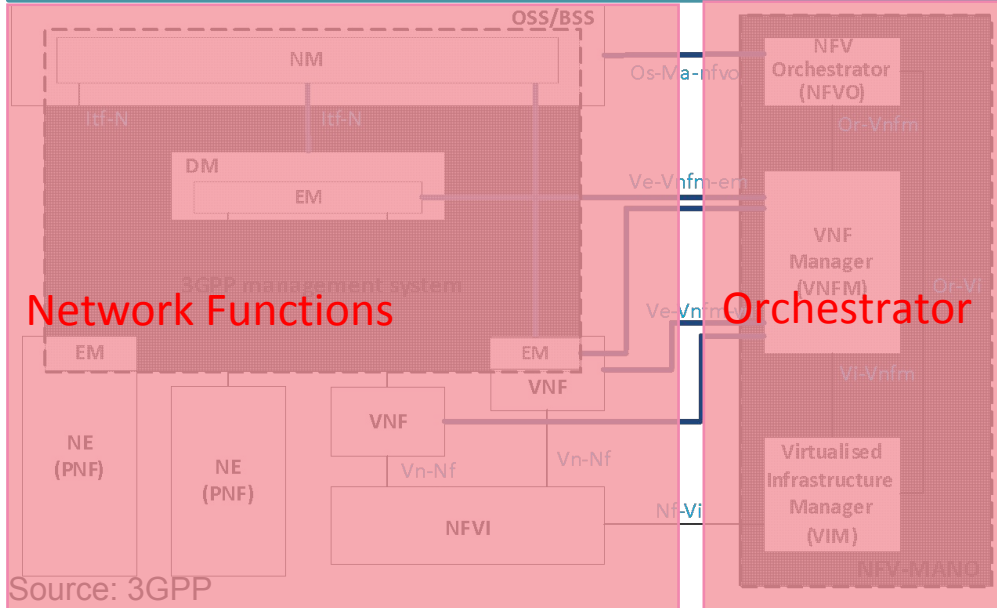 OSS/BSS
NM
NFV
Orchestrator
(NFVO)
Os-Ma-nfvo
Itf-N
Itf-N
Or-Vnfm
DM
EM
Ve-Vnfm-em
VNF
Manager
(VNFM)
3GPP management system
Or-Vi
Network Functions
Orchestrator
Ve-Vnfm-v
EM
EM
Vi-Vnfm
VNF
VNF
NE
(PNF)
NE
(PNF)
Vn-Nf
Vn-Nf
Virtualised
Infrastructure
Manager
(VIM)
NFVI
Nf-Vi
NFV-MANO
Source: 3GPP